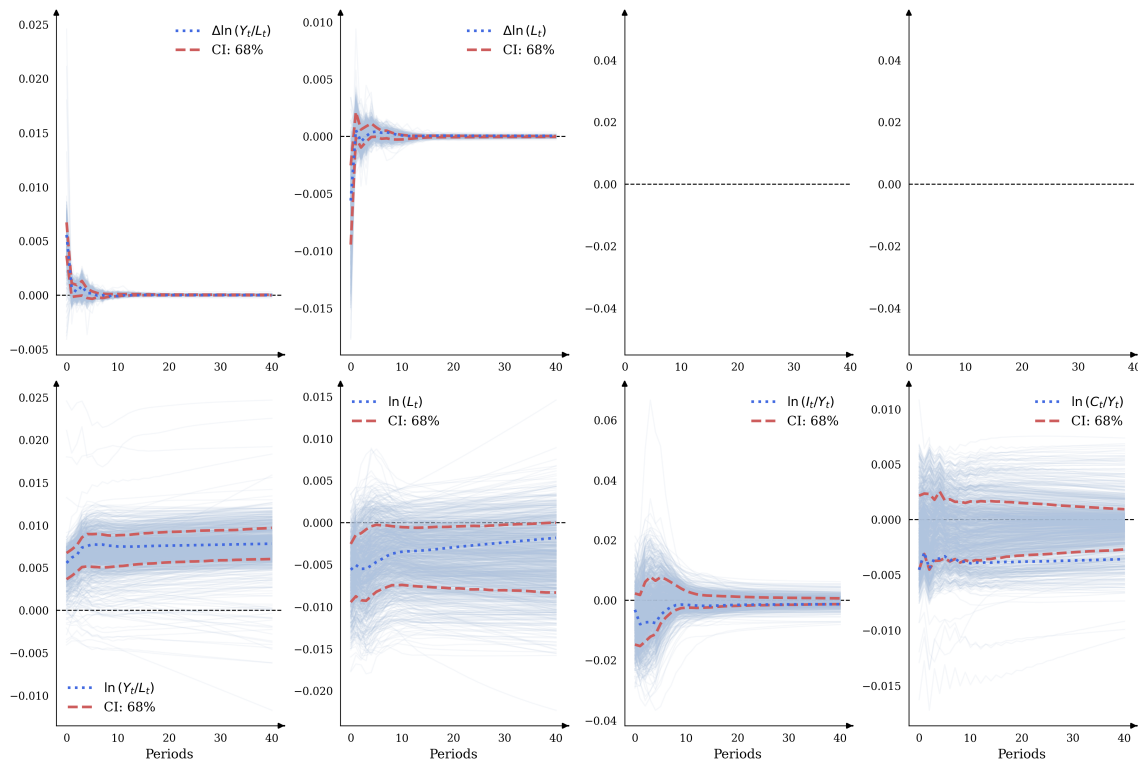 0.025
0.020
0.015
0.010
0.005
0.000
−0.005
0 10 20 30 40
Δln (Yₜ/Lₜ)
CI: 68%
0.010
0.005
0.000
−0.005
−0.010
−0.015
0 10 20 30 40
Δln (Lₜ)
CI: 68%
0.04
0.02
0.00
−0.02
−0.04
0 10 20 30 40
0.04
0.02
0.00
−0.02
−0.04
0 10 20 30 40
0.025
0.020
0.015
0.010
0.005
0.000
−0.005
−0.010
ln (Yₜ/Lₜ)
CI: 68%
0 10 20 30 40
Periods
0.015
0.010
0.005
0.000
−0.005
−0.010
−0.015
−0.020
ln (Lₜ)
CI: 68%
0 10 20 30 40
Periods
0.06
0.04
0.02
0.00
−0.02
−0.04
ln (Iₜ/Yₜ)
CI: 68%
0 10 20 30 40
Periods
0.010
0.005
0.000
−0.005
−0.010
−0.015
ln (Cₜ/Yₜ)
CI: 68%
0 10 20 30 40
Periods